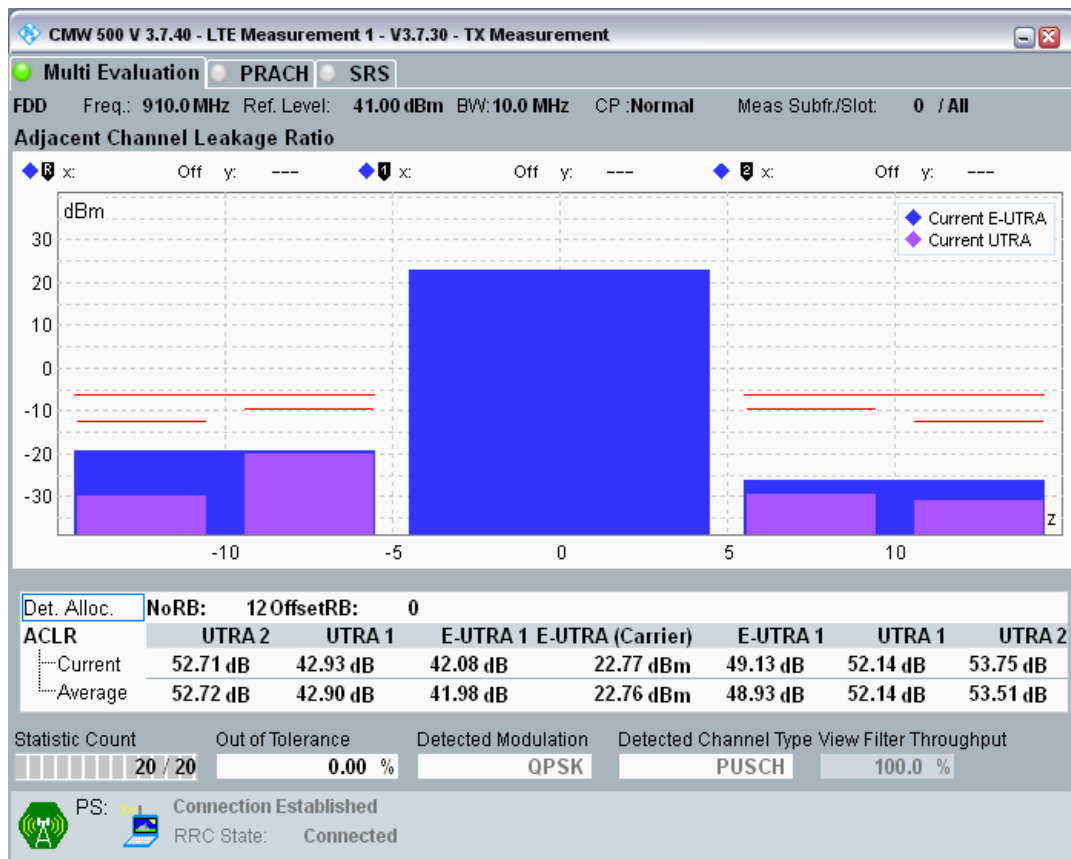 CMW 500 V 3.7.40 - LTE Measurement 1 - V3.7.30 - TX Measurement
Multi Evaluation PRACH SRS
FDD Freq.: 910.0 MHz Ref. Level: 41.00 dBm BW: 10.0 MHz CP :Normal Meas Subfr./Slot: 0 / All
Adjacent Channel Leakage Ratio
R x: Off y: --- 1 x: Off y: --- 2 x: Off y: ---
dBm
Current E-UTRA
Current UTRA
30
20
10
0
-10
-20
-30
z
-10 -5 0 5 10
Det. Alloc. NoRB: 12 OffsetRB: 0
ACLR UTRA 2 UTRA 1 E-UTRA 1 E-UTRA (Carrier) E-UTRA 1 UTRA 1 UTRA 2
Current 52.71 dB 42.93 dB 42.08 dB 22.77 dBm 49.13 dB 52.14 dB 53.75 dB
Average 52.72 dB 42.90 dB 41.98 dB 22.76 dBm 48.93 dB 52.14 dB 53.51 dB
Statistic Count Out of Tolerance Detected Modulation Detected Channel Type View Filter Throughput
20 / 20 0.00 % QPSK PUSCH 100.0 %
PS: Connection Established
RRC State: Connected